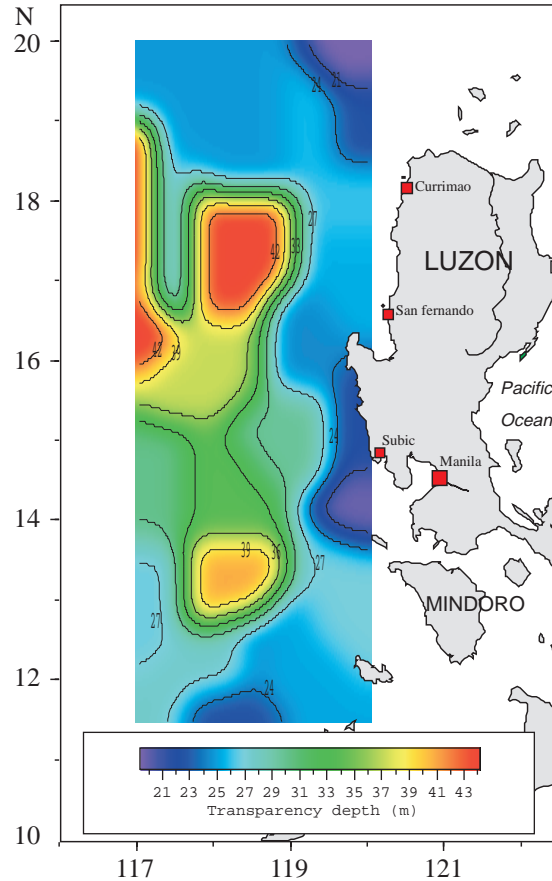 N
20
18
16
14
12
10
117
119
121
21
24
27
33
42
42
39
24
39
36
27
27
24
Currimao
LUZON
San fernando
Pacific
Ocean
Subic
Manila
MINDORO
21 23 25 27 29 31 33 35 37 39 41 43
Transparency depth (m)